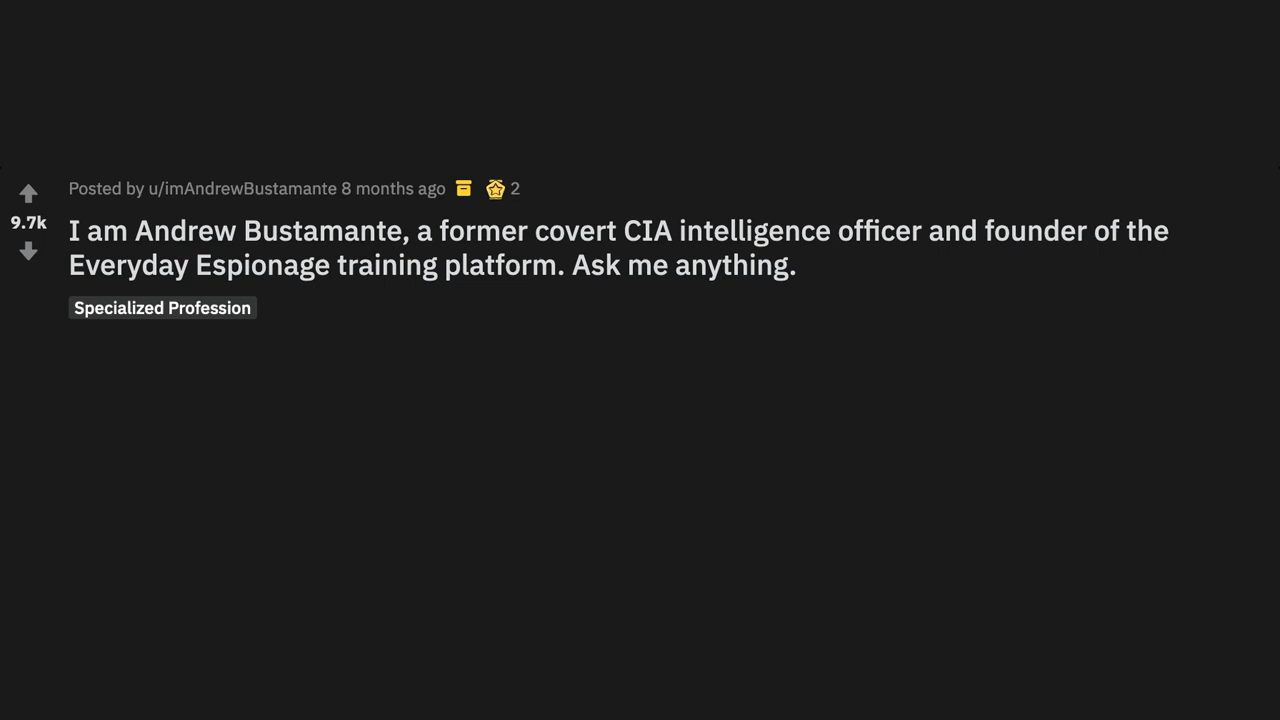 Posted by u/imAndrewBustamante 8 months ago 2
9.7k
I am Andrew Bustamante, a former covert CIA intelligence officer and founder of the
Everyday Espionage training platform. Ask me anything.
Specialized Profession